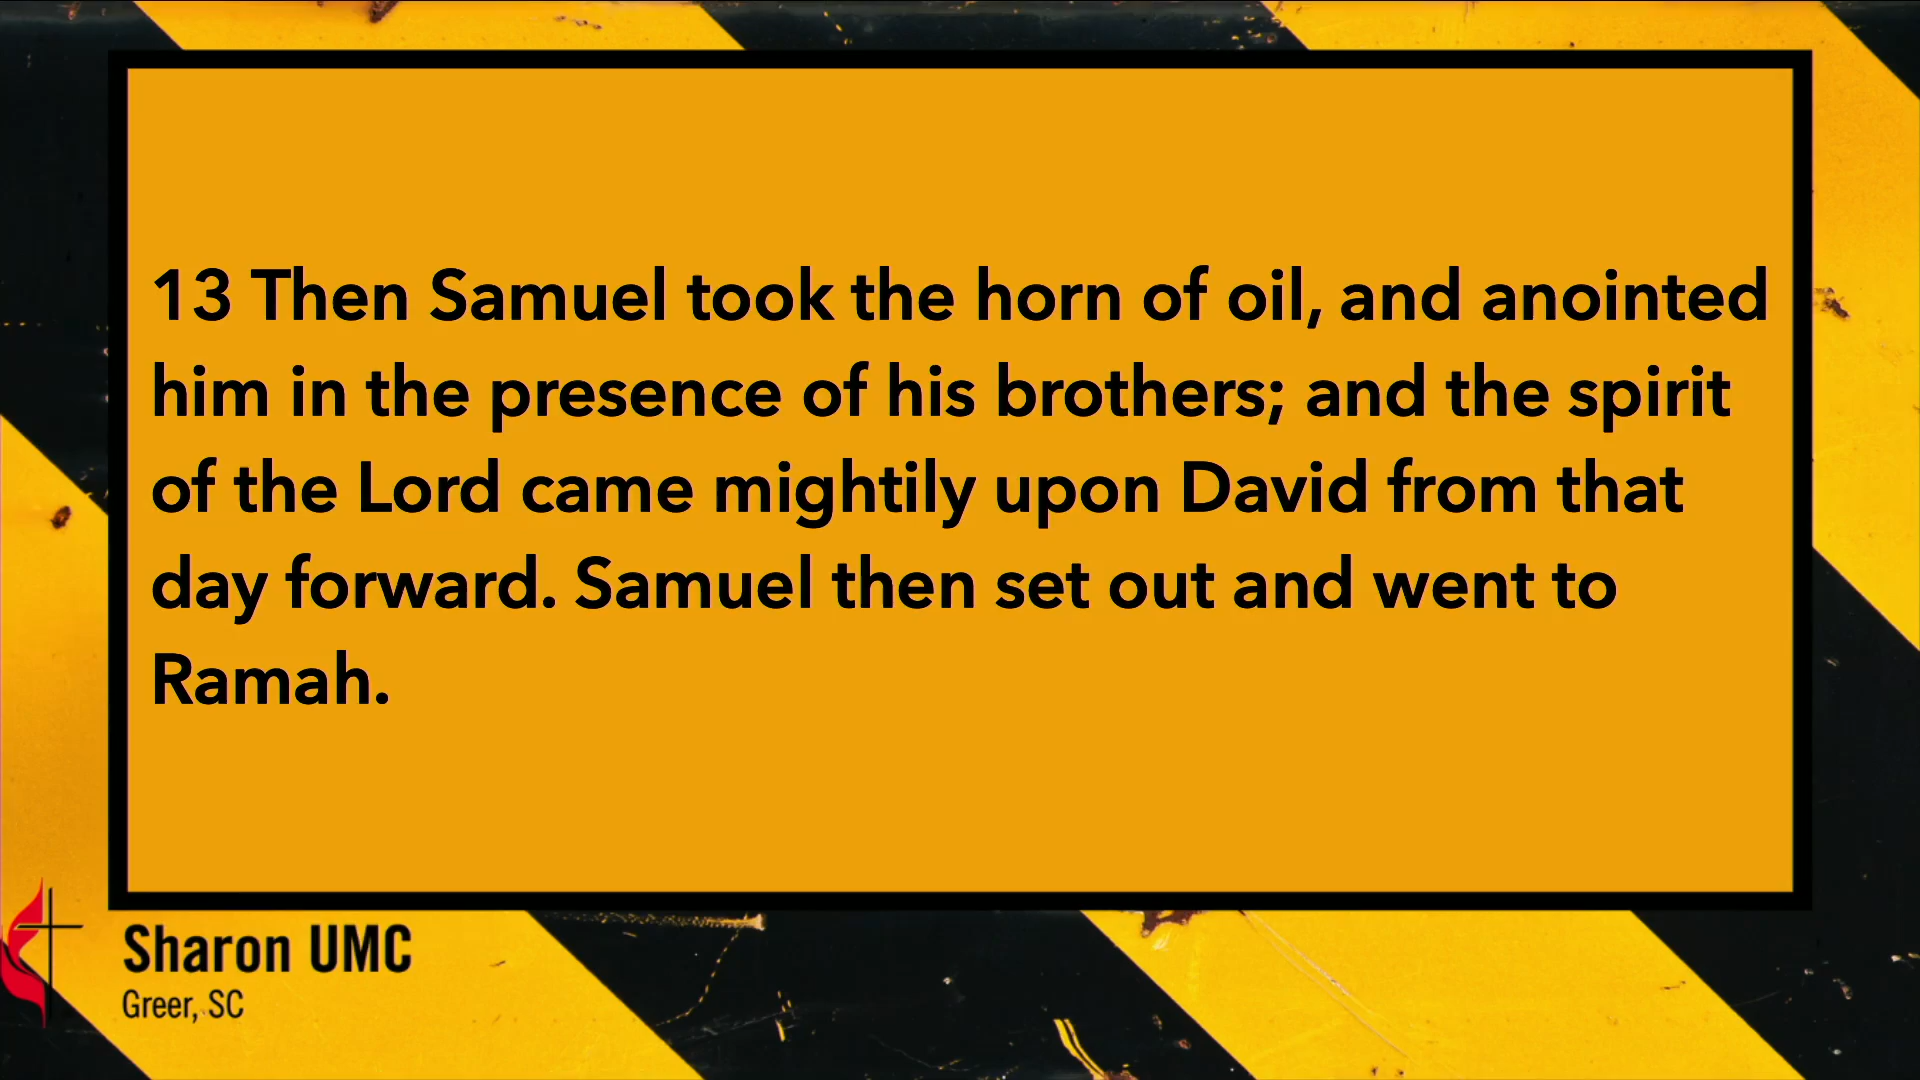 13 Then Samuel took the horn of oil, and anointed
him in the presence of his brothers; and the spirit
of the Lord came mightily upon David from that
day forward. Samuel then set out and went to
Ramah.
Sharon UMC
Greer, SC